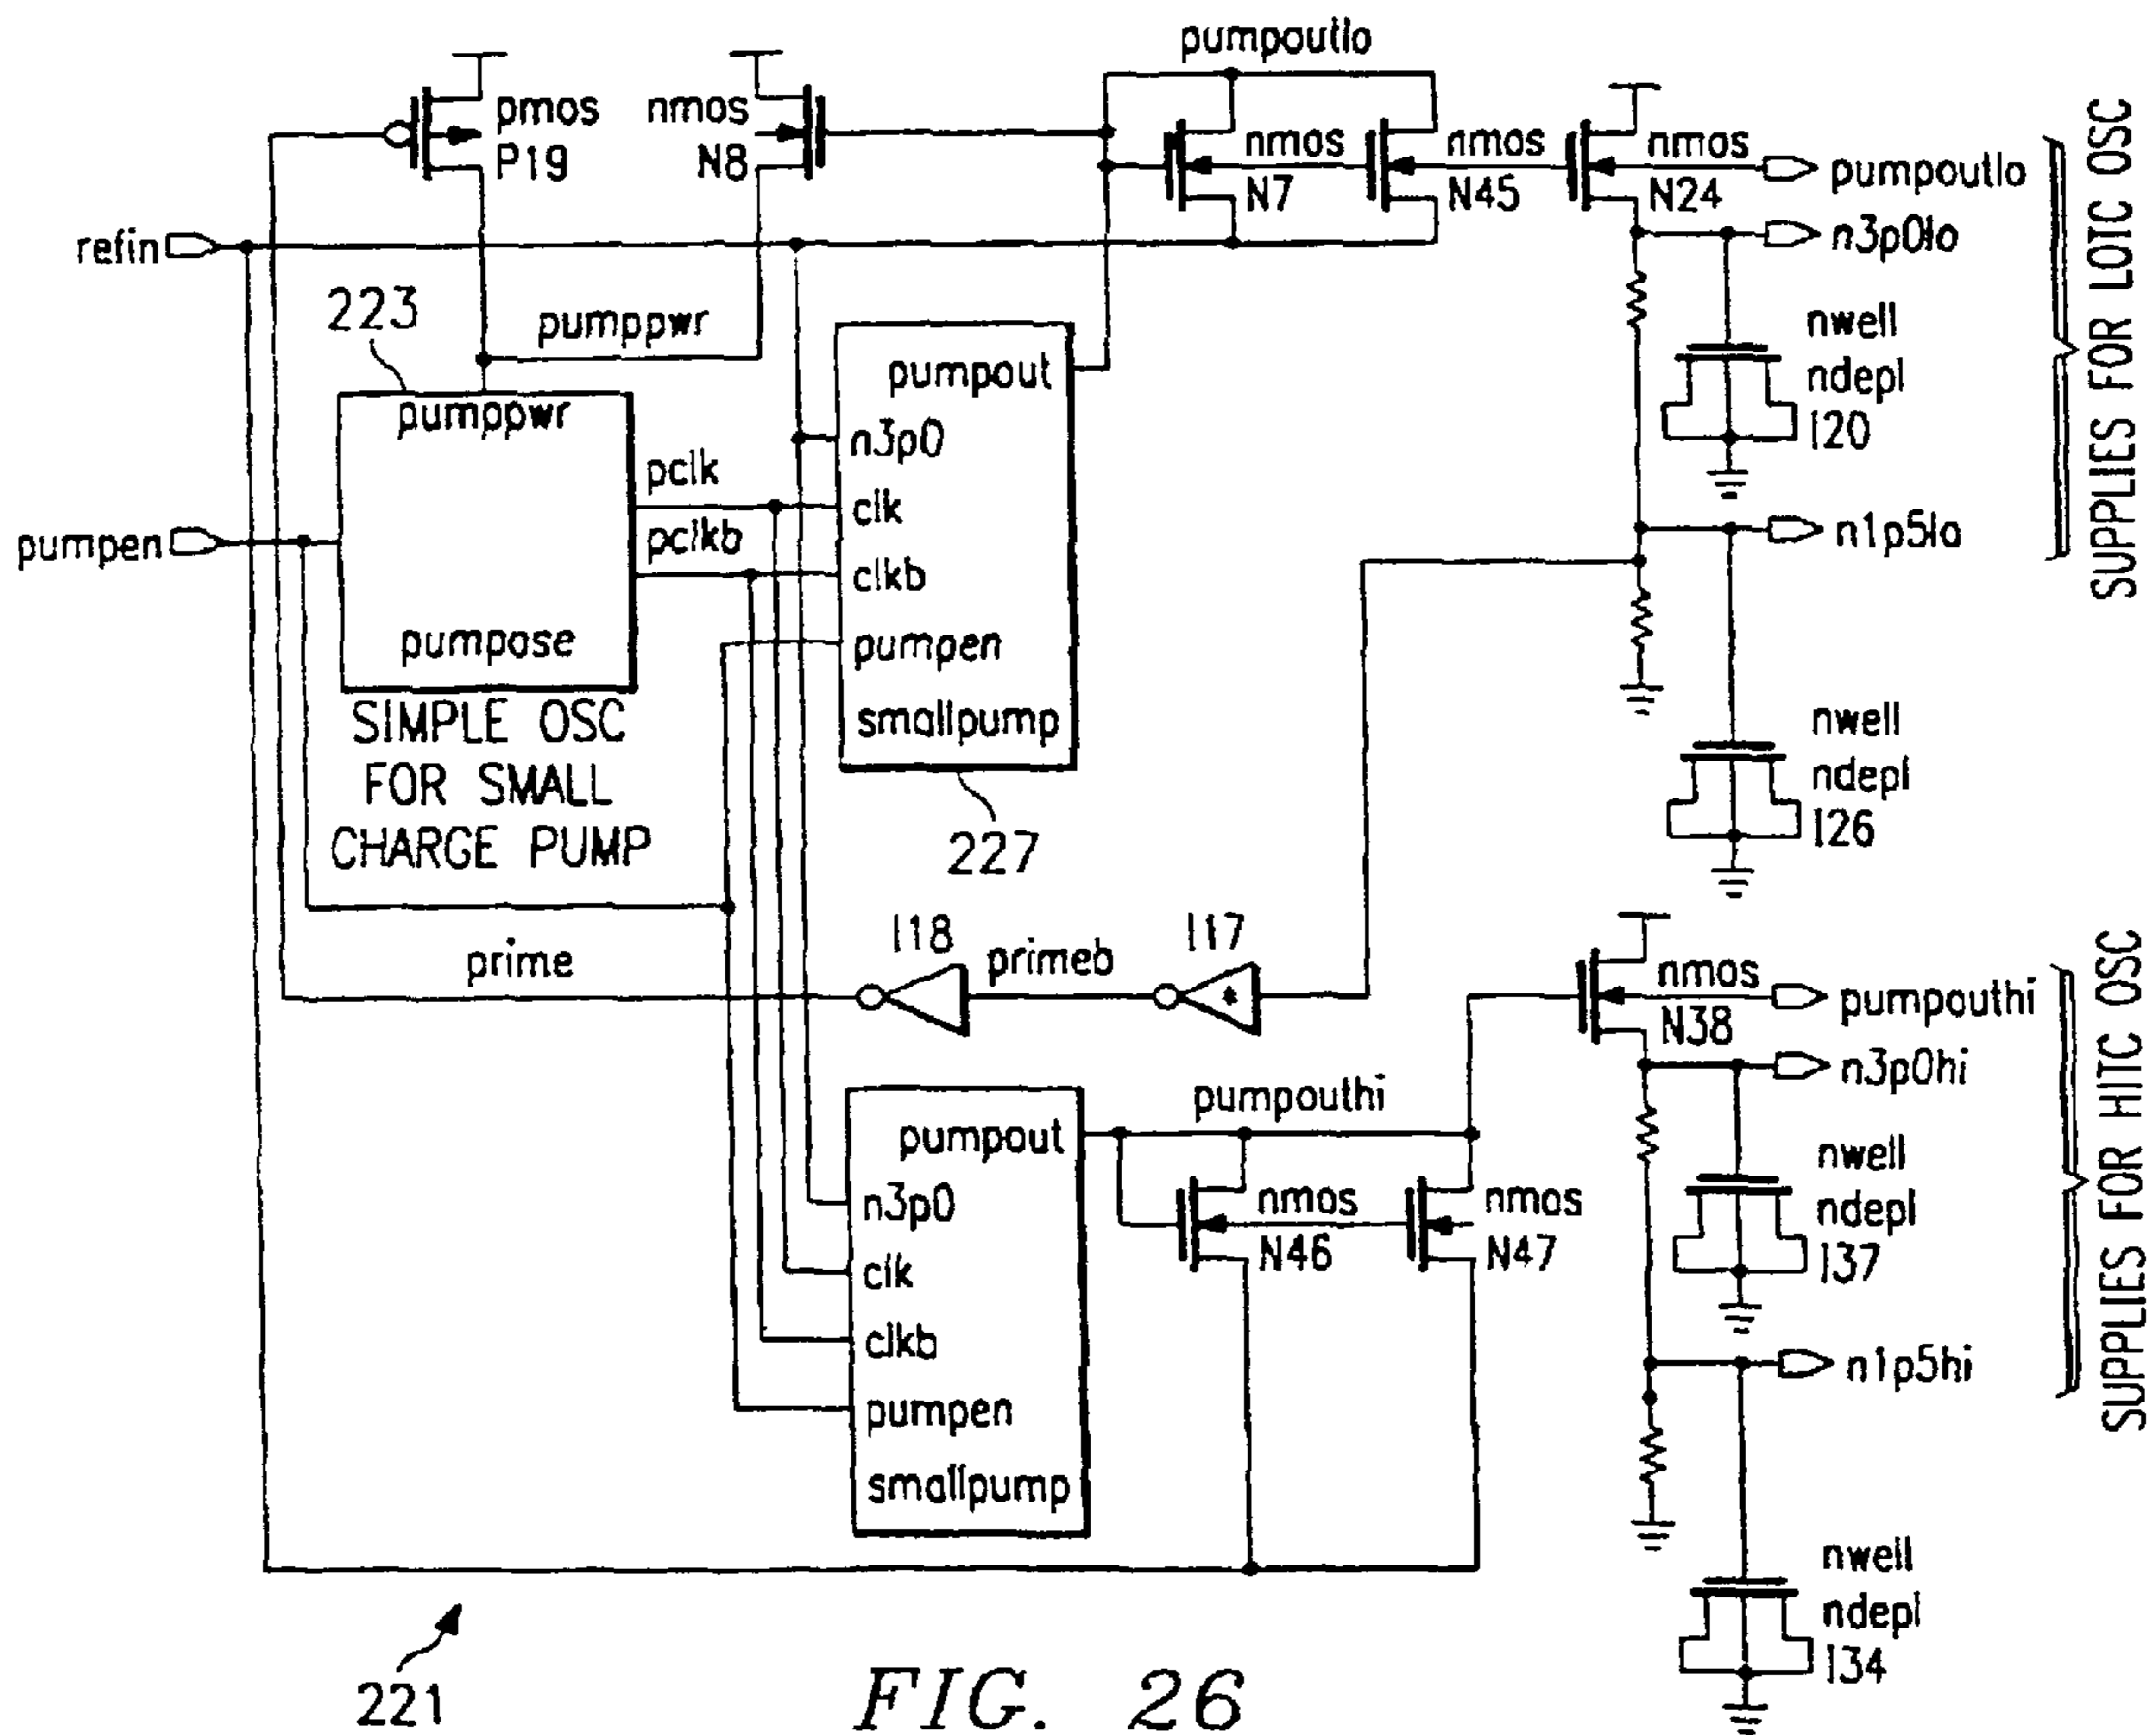 pumpoutlo
pmos
P19
nmos
N8
nmos
N7
nmos
N45
nmos
N24
pumpoutlo
refin
n3p0lo
223
pumppwr
nwell
ndepl
I20
SUPPLIES FOR LOTC OSC
pumppwr
pumpout
n3p0
pclk
clk
pumpen
pclkb
clkb
n1p5lo
pumpose
pumpen
smallpump
SIMPLE OSC
FOR SMALL
CHARGE PUMP
227
nwell
ndepl
I26
prime
I18
primeb
I17
*
nmos
N38
pumpouthi
n3p0hi
pumpout
pumpouthi
n3p0
nmos
N46
nmos
N47
nwell
ndepl
I37
SUPPLIES FOR HITC OSC
clk
clkb
n1p5hi
pumpen
smallpump
nwell
ndepl
I34
221
FIG. 26